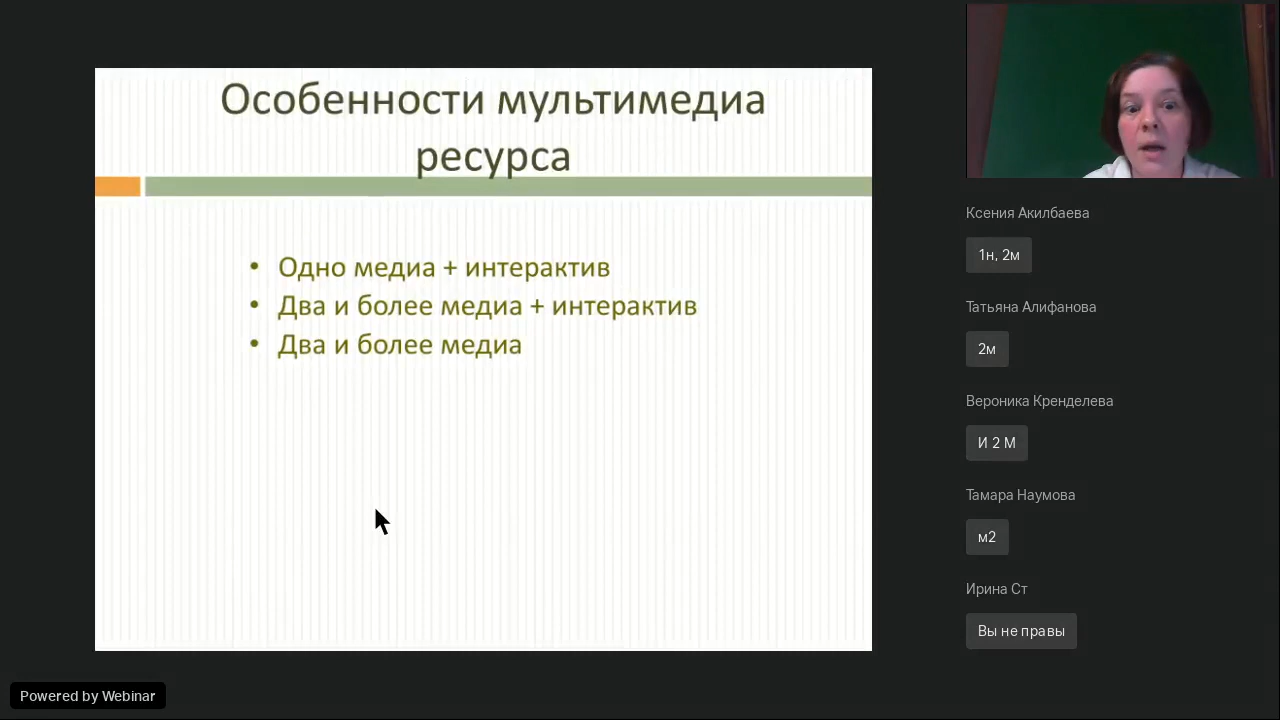 Особенности мультимедиа
ресурса
• Одно медиа + интерактив
• Два и более медиа + интерактив
• Два и более медиа
Ксения Акилбаева
1н, 2м
Татьяна Алифанова
2м
Вероника Кренделева
И 2 М
Тамара Наумова
м2
Ирина Ст
Вы не правы
Powered by Webinar